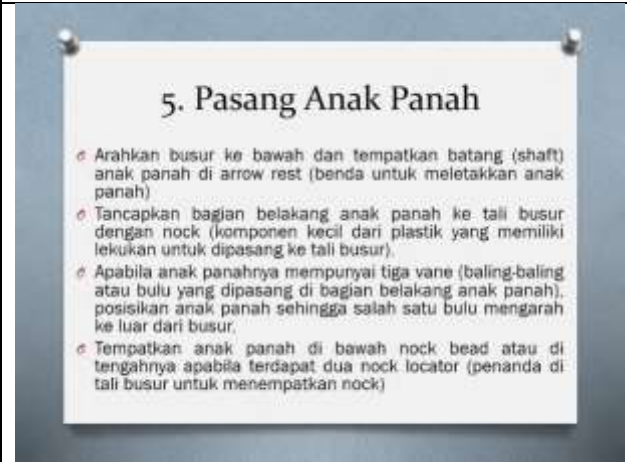 5. Pasang Anak Panah
Arahkan busur ke bawah dan tempatkan batang (shaft)
anak panah di arrow rest (benda untuk meletakkan anak
panah)
Tancapkan bagian belakang anak panah ke tali busur
dengan nock (komponen kecil dari plastik yang memiliki
lekukan untuk dipasang ke tali busur).
Apabila anak panahnya mempunyai tiga vane (baling-baling
atau bulu yang dipasang di bagian belakang anak panah),
posisikan anak panah sehingga salah satu bulu mengarah
ke luar dari busur.
Tempatkan anak panah di bawah nock bead atau di
tengahnya apabila terdapat dua nock locator (penanda di
tali busur untuk menempatkan nock)